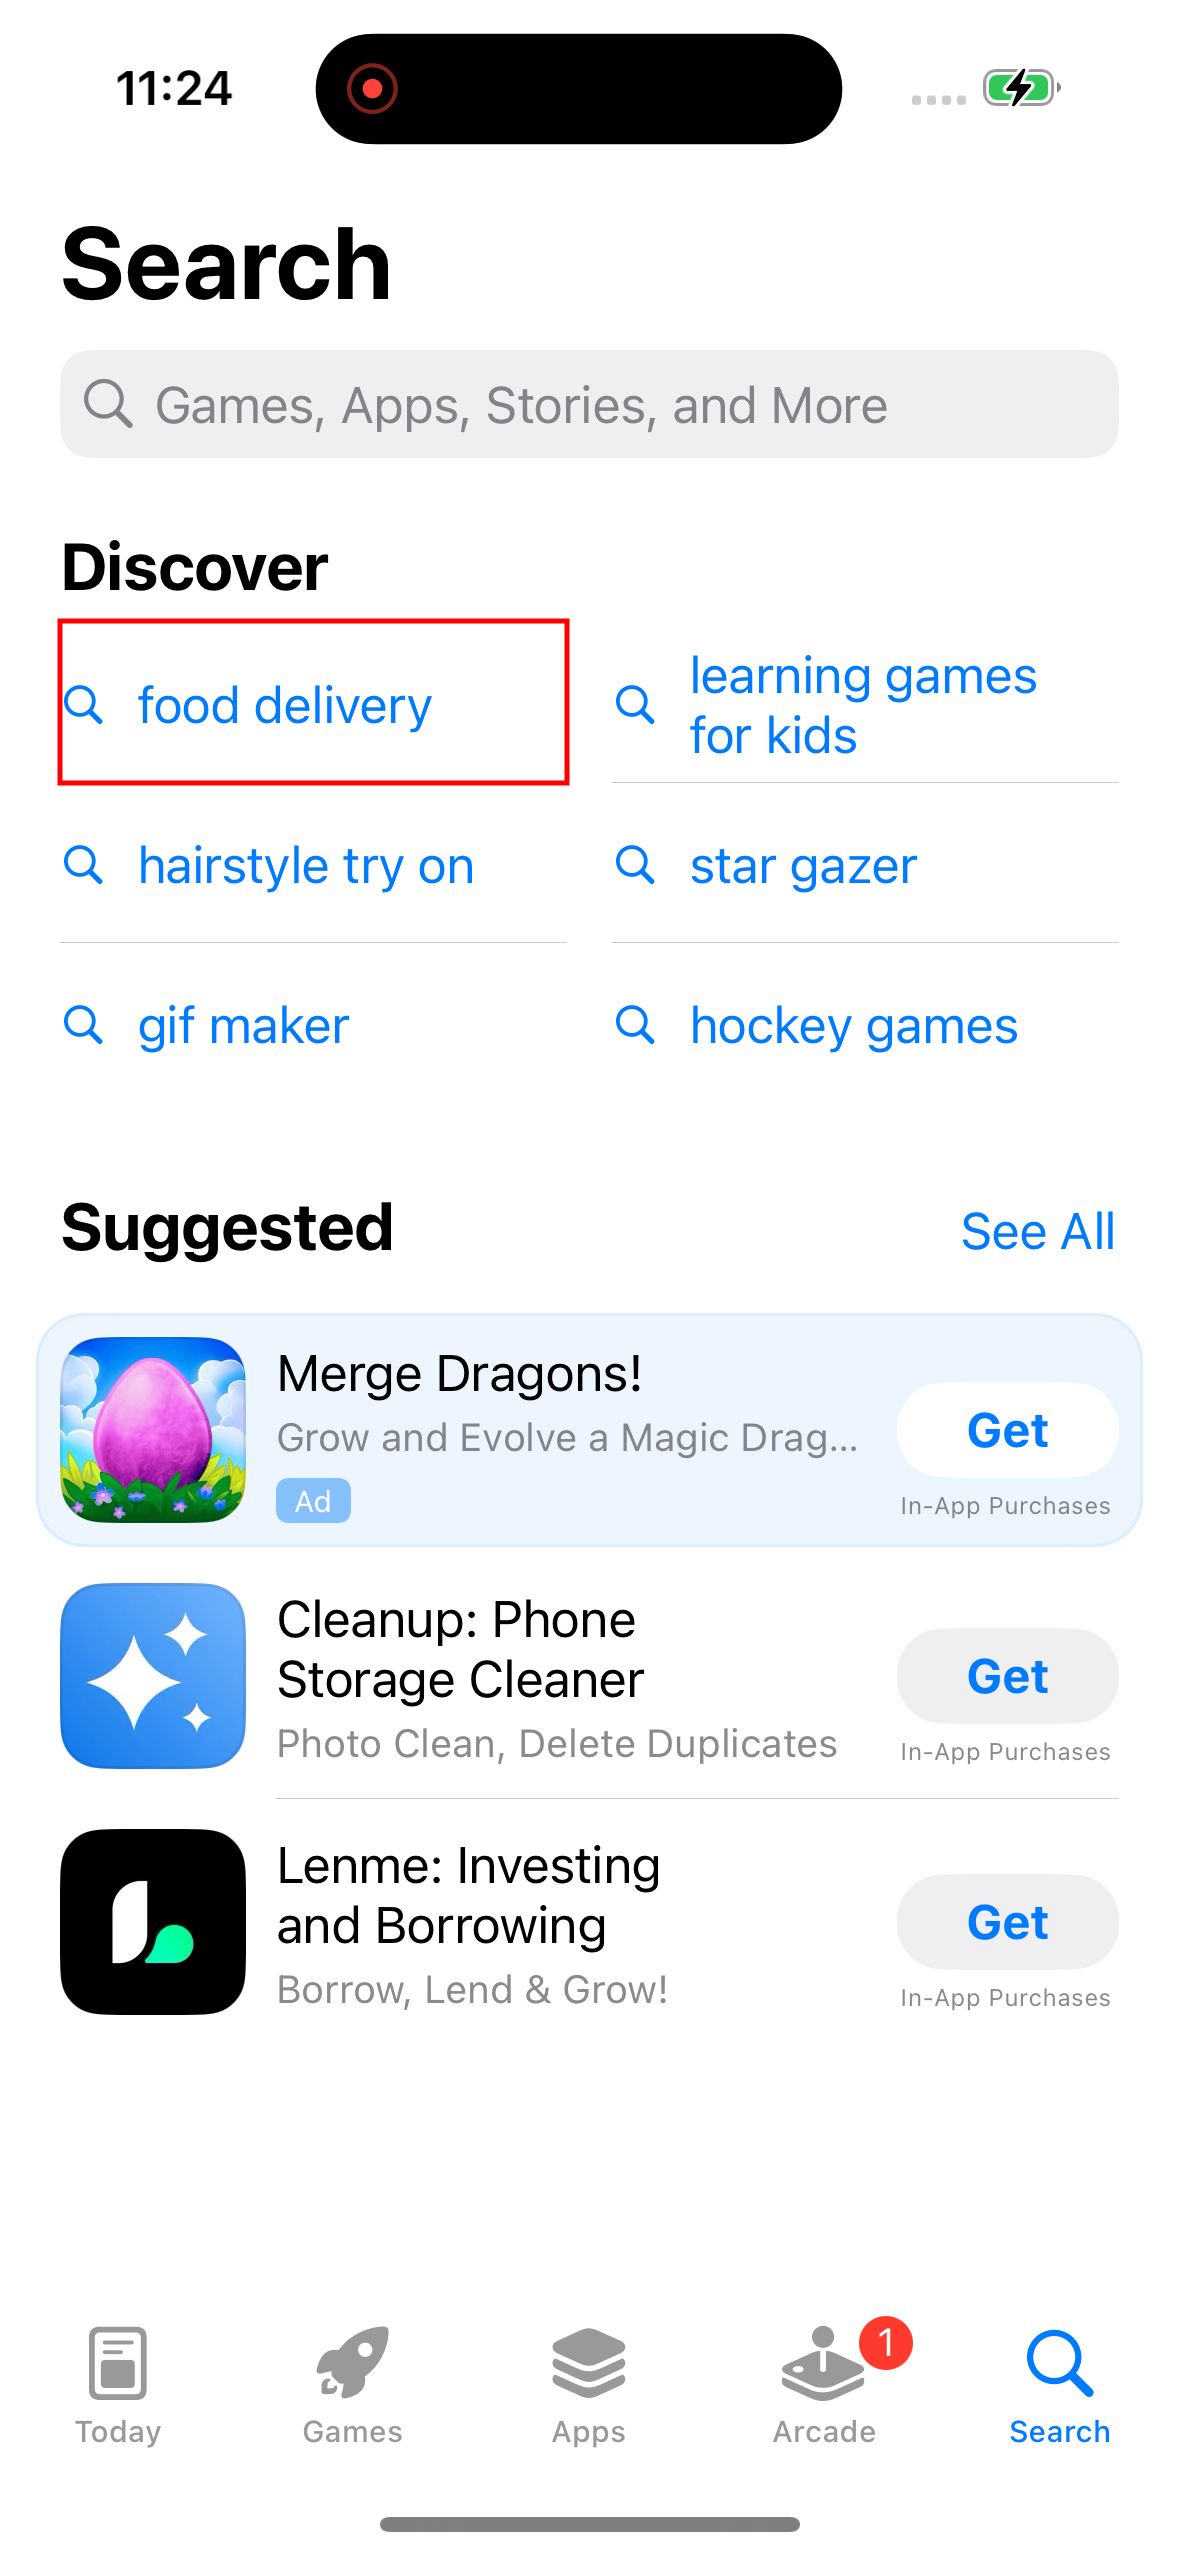 11:24
Search
Games, Apps, Stories, and More
Discover
food delivery
learning games
for kids
hairstyle try on
star gazer
gif maker
hockey games
Suggested
See All
Merge Dragons!
Grow and Evolve a Magic Drag...
Ad
Get
In-App Purchases
Cleanup: Phone
Storage Cleaner
Photo Clean, Delete Duplicates
Get
In-App Purchases
Lenme: Investing
and Borrowing
Borrow, Lend & Grow!
Get
In-App Purchases
1
Today
Games
Apps
Arcade
Search